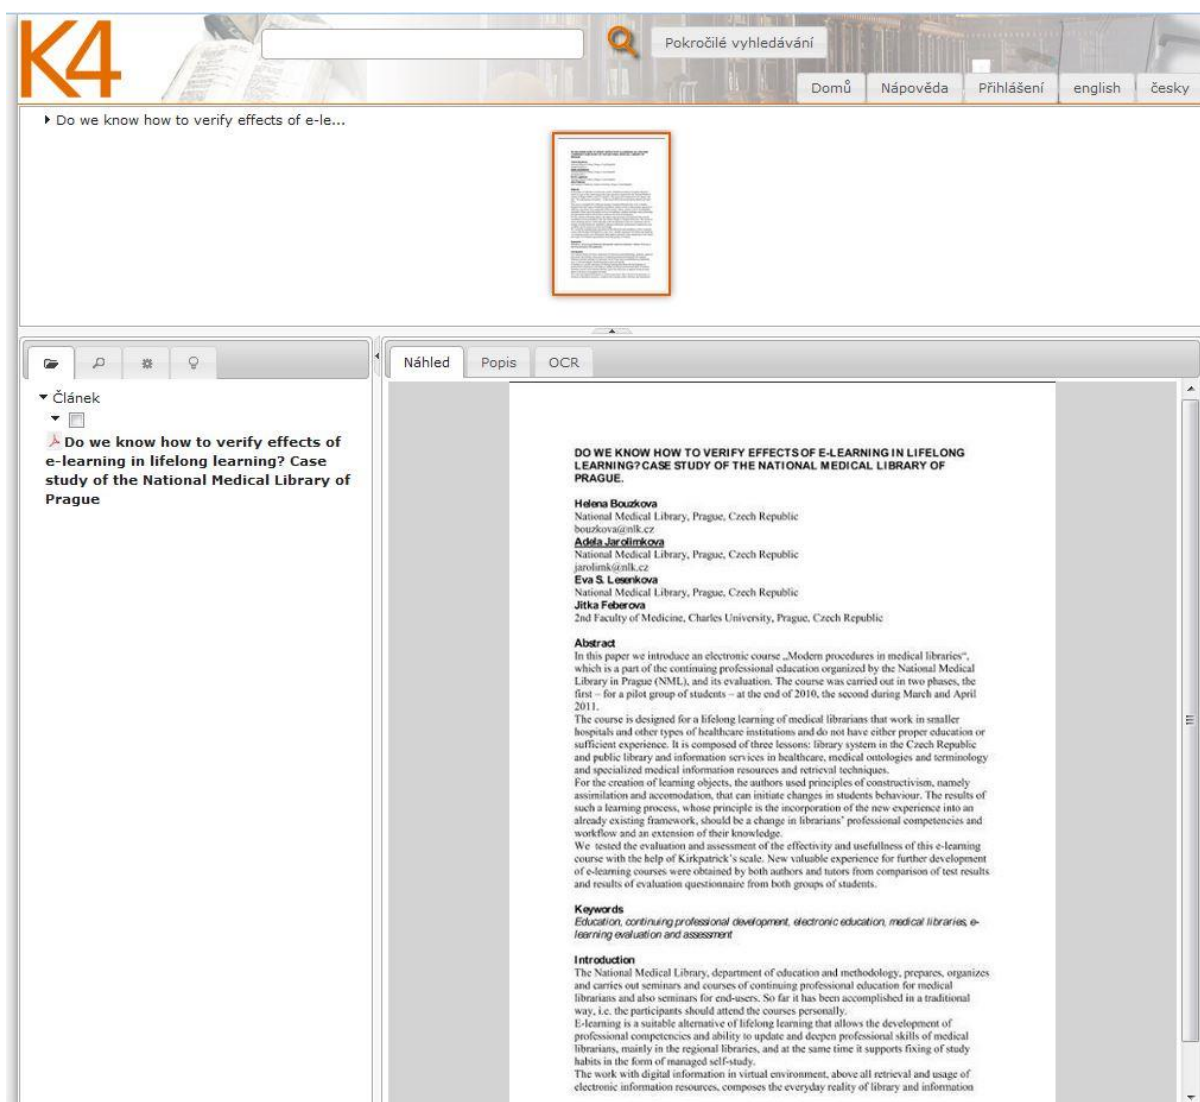 K4
Pokročilé vyhledávání
Domů
Nápověda
Přihlášení
english
česky
Do we know how to verify effects of e-le...
Náhled
Popis
OCR
Článek
Do we know how to verify effects of
e-learning in lifelong learning? Case
study of the National Medical Library of
Prague
DO WE KNOW HOW TO VERIFY EFFECTS OF E-LEARNING IN LIFELONG
LEARNING? CASE STUDY OF THE NATIONAL MEDICAL LIBRARY OF
PRAGUE.
Helena Bouzkova
National Medical Library, Prague, Czech Republic
bouzkova@nlk.cz
Adela Jarolimkova
National Medical Library, Prague, Czech Republic
jarolimk@nlk.cz
Eva S. Lesenkova
National Medical Library, Prague, Czech Republic
Jitka Feberova
2nd Faculty of Medicine, Charles University, Prague, Czech Republic
Abstract
In this paper we introduce an electronic course „Modern procedures in medical libraries“,
which is a part of the continuing professional education organized by the National Medical
Library in Prague (NML), and its evaluation. The course was carried out in two phases, the
first – for a pilot group of students – at the end of 2010, the second during March and April
2011.
The course is designed for a lifelong learning of medical librarians that work in smaller
hospitals and other types of healthcare institutions and do not have either proper education or
sufficient experience. It is composed of three lessons: library system in the Czech Republic
and public library and information services in healthcare, medical ontologies and terminology
and specialized medical information resources and retrieval techniques.
For the creation of learning objects, the authors used principles of constructivism, namely
assimilation and accomodation, that can initiate changes in students behaviour. The results of
such a learning process, whose principle is the incorporation of the new experience into an
already existing framework, should be a change in librarians' professional competencies and
workflow and an extension of their knowledge.
We tested the evaluation and assessment of the effectivity and usefullness of this e-learning
course with the help of Kirkpatrick's scale. New valuable experience for further development
of e-learning courses were obtained by both authors and tutors from comparison of test results
and results of evaluation questionnaire from both groups of students.
Keywords
Education, continuing professional development, electronic education, medical libraries, e-
learning evaluation and assessment
Introduction
The National Medical Library, department of education and methodology, prepares, organizes
and carries out seminars and courses of continuing professional education for medical
librarians and also seminars for end-users. So far it has been accomplished in a traditional
way, i.e. the participants should attend the courses personally.
E-learning is a suitable alternative of lifelong learning that allows the development of
professional competencies and ability to update and deepen professional skills of medical
librarians, mainly in the regional libraries, and at the same time it supports fixing of study
habits in the form of managed self-study.
The work with digital information in virtual environment, above all retrieval and usage of
electronic information resources, composes the everyday reality of library and information